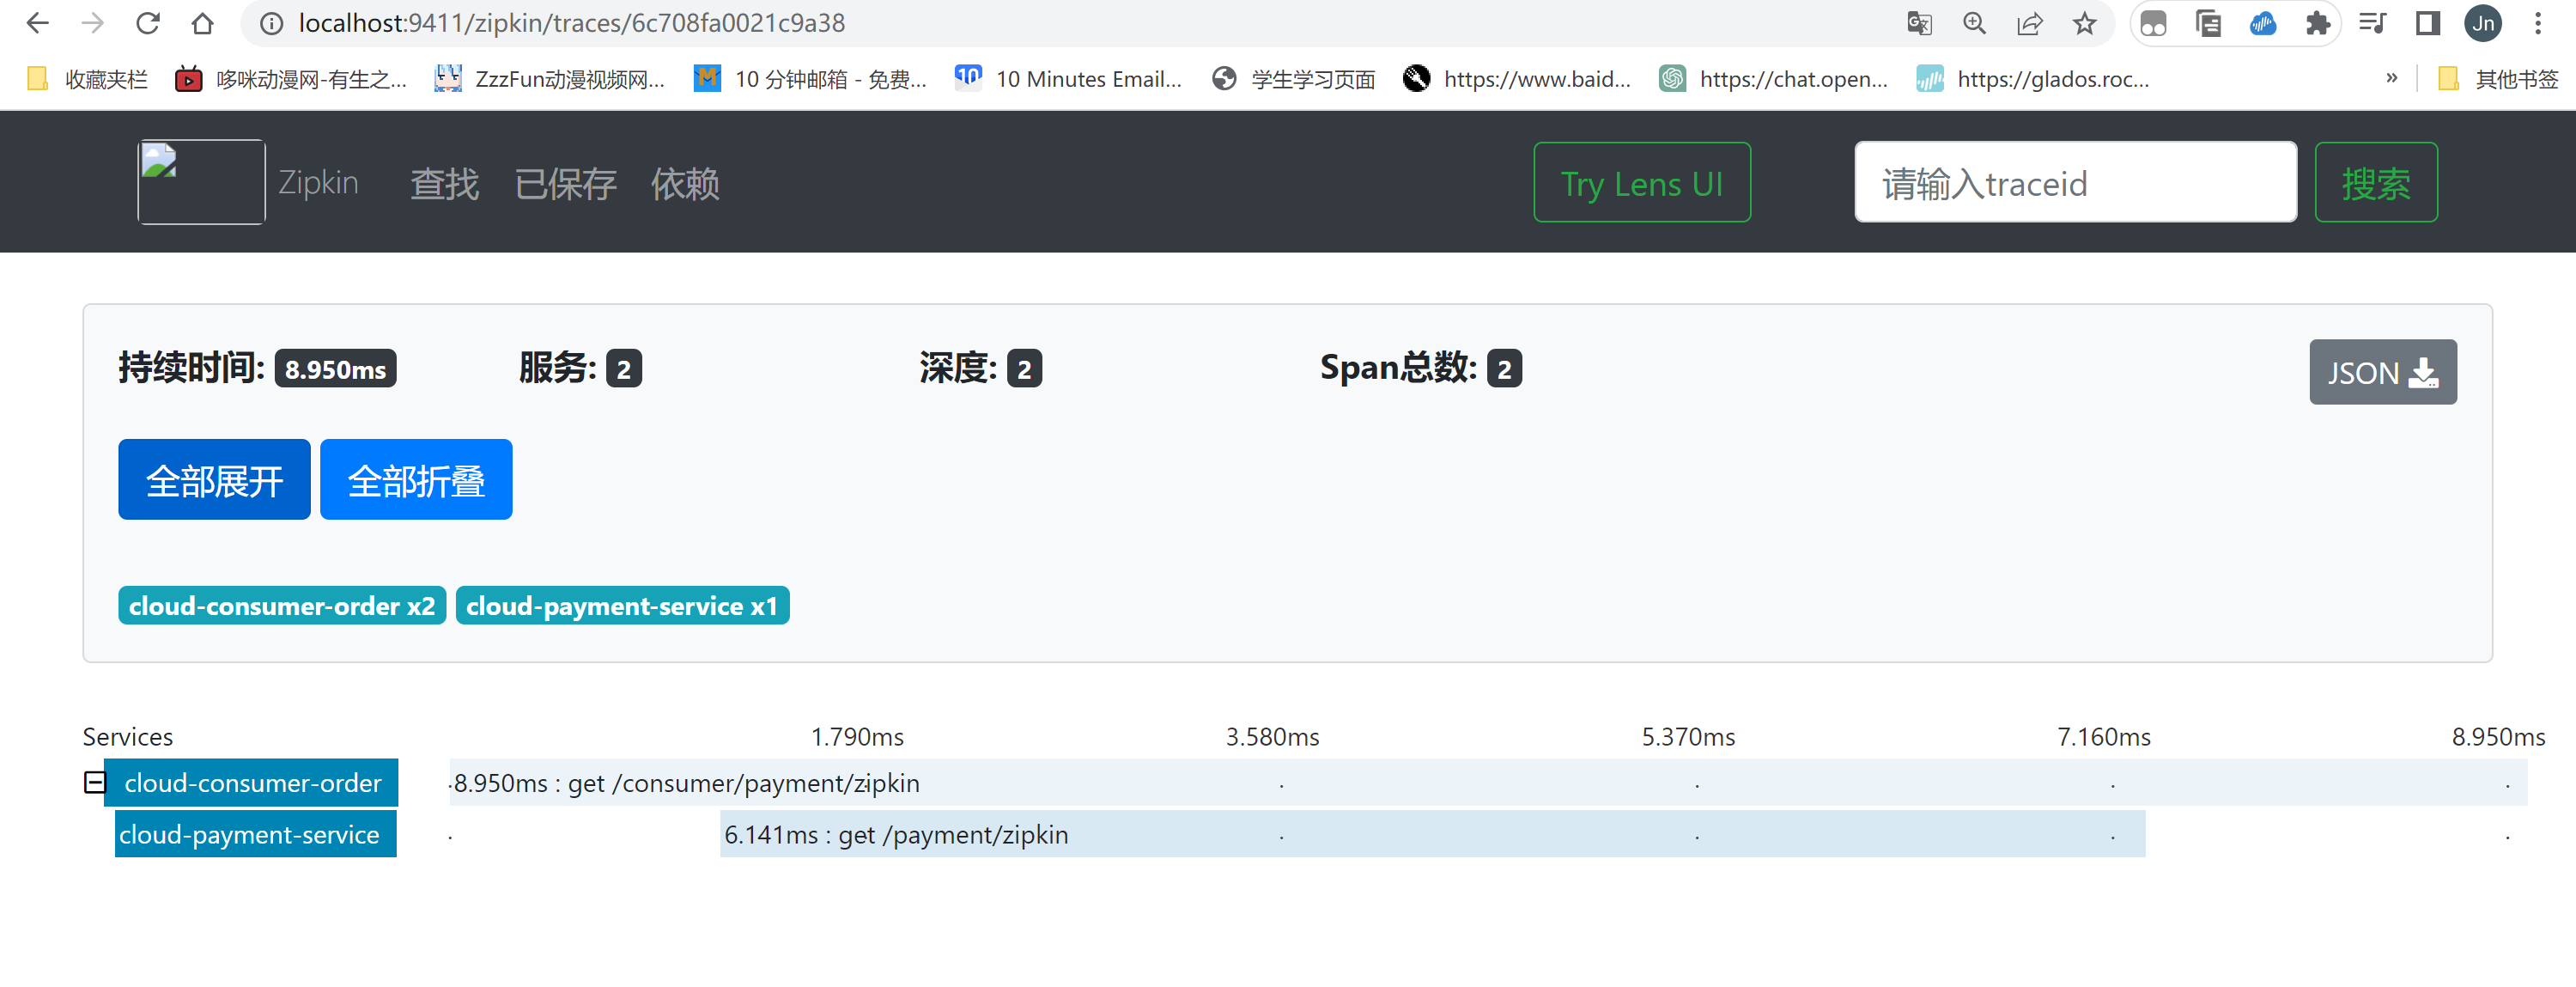 localhost:9411/zipkin/traces/6c708fa0021c9a38
Jn
收藏夹栏 哆咪动漫网-有生之... ZzzFun动漫视频网... 10 分钟邮箱 - 免费... 10 10 Minutes Email... 学生学习页面 https://www.baid... https://chat.open... https://glados.roc... » 其他书签
Zipkin 查找 已保存 依赖 Try Lens UI 请输入traceid 搜索
持续时间: 8.950ms 服务: 2 深度: 2 Span总数: 2 JSON
全部展开 全部折叠
cloud-consumer-order x2 cloud-payment-service x1
Services 1.790ms 3.580ms 5.370ms 7.160ms 8.950ms
cloud-consumer-order 8.950ms : get /consumer/payment/zipkin
cloud-payment-service 6.141ms : get /payment/zipkin